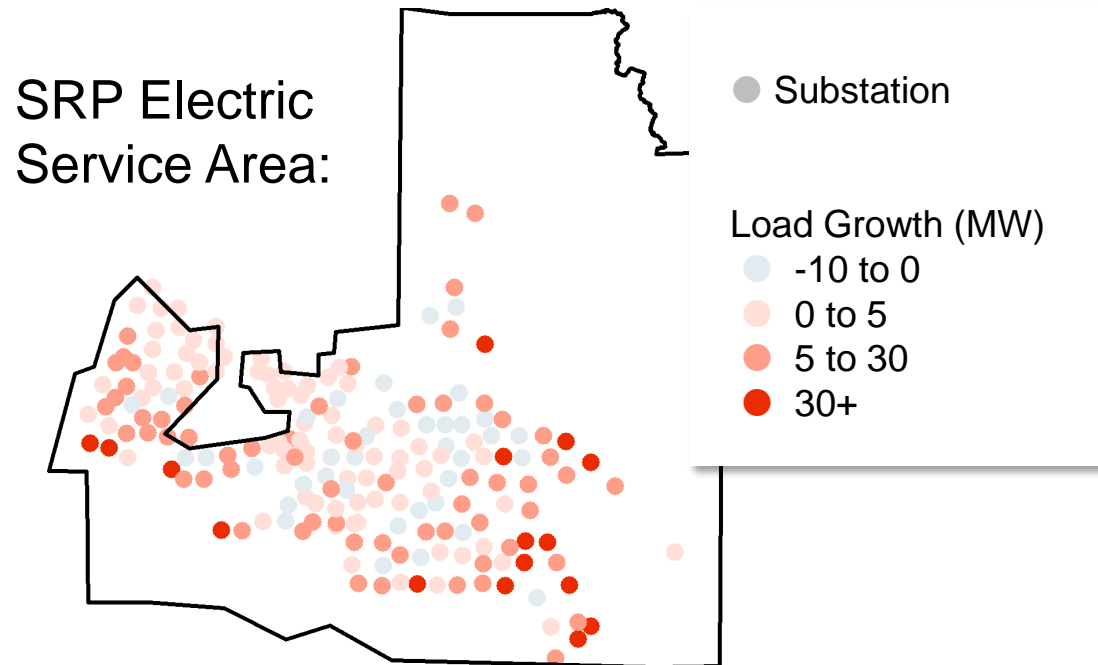 SRP Electric
Service Area:
Substation
Load Growth (MW)
-10 to 0
0 to 5
5 to 30
30+